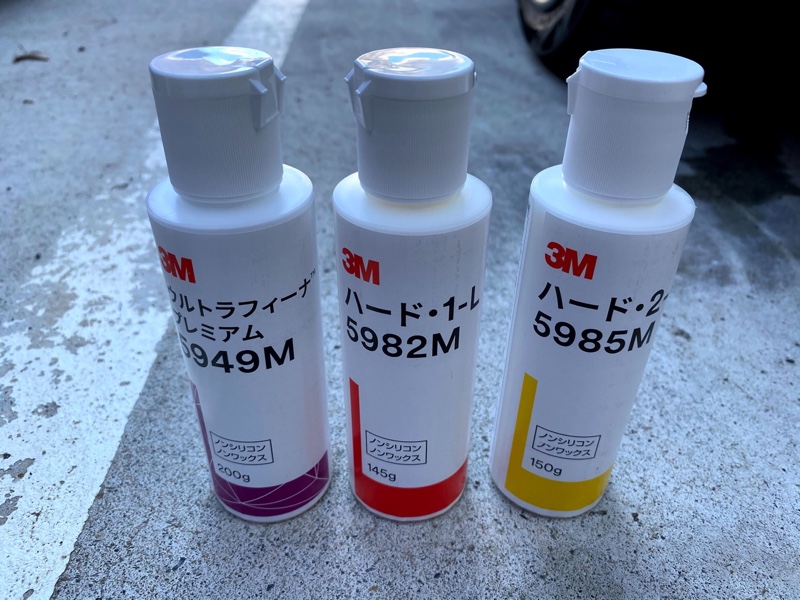 3M
ウルトラフィーナ™
プレミアム
5949M
ノンシリコン
ノンワックス
200g
3M
ハード・1-L
5982M
ノンシリコン
ノンワックス
145g
3M
ハード・2-
5985M
ノンシリコン
ノンワックス
150g